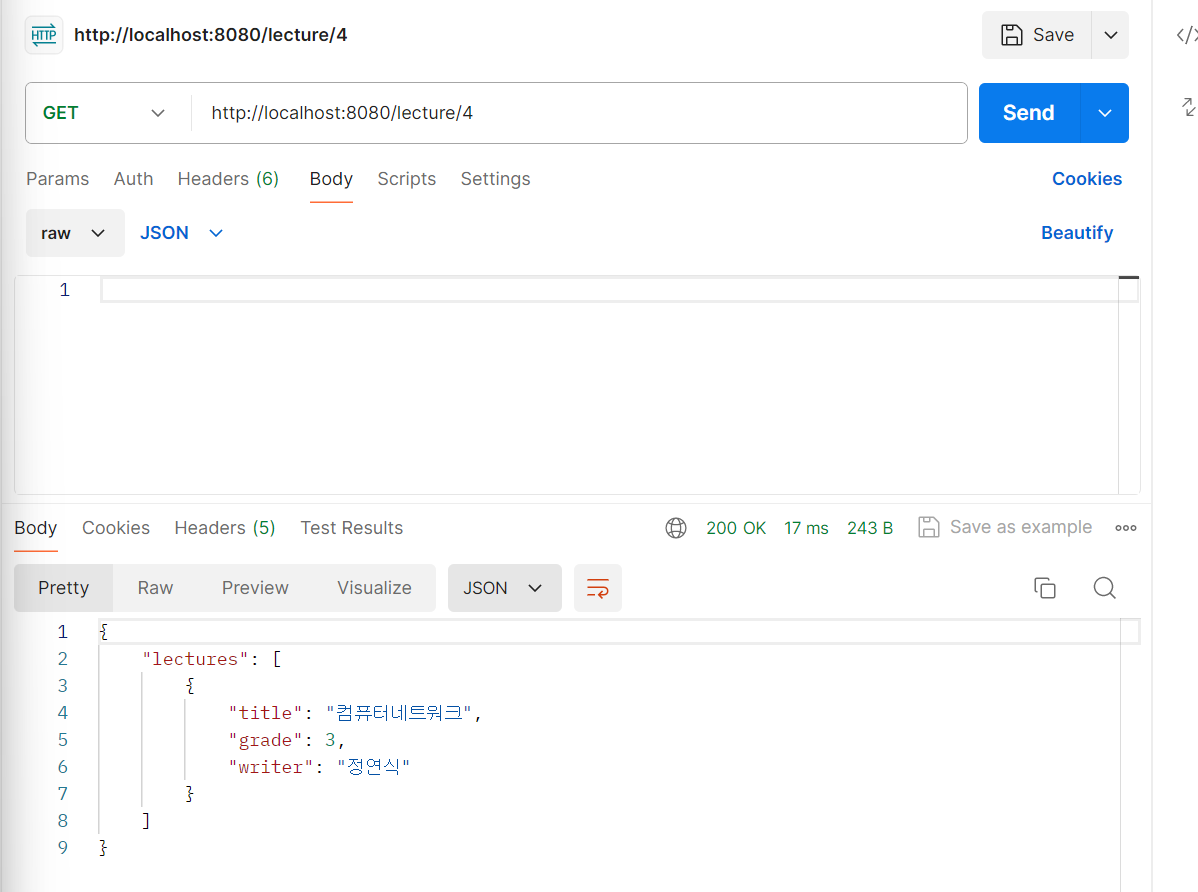 HTTP http://localhost:8080/lecture/4 Save
GET http://localhost:8080/lecture/4 Send
Params Auth Headers (6) Body Scripts Settings Cookies
raw JSON Beautify
1
Body Cookies Headers (5) Test Results 200 OK 17 ms 243 B Save as example
Pretty Raw Preview Visualize JSON
1 {
2 "lectures": [
3 {
4 "title": "컴퓨터네트워크",
5 "grade": 3,
6 "writer": "정연식"
7 }
8 ]
9 }